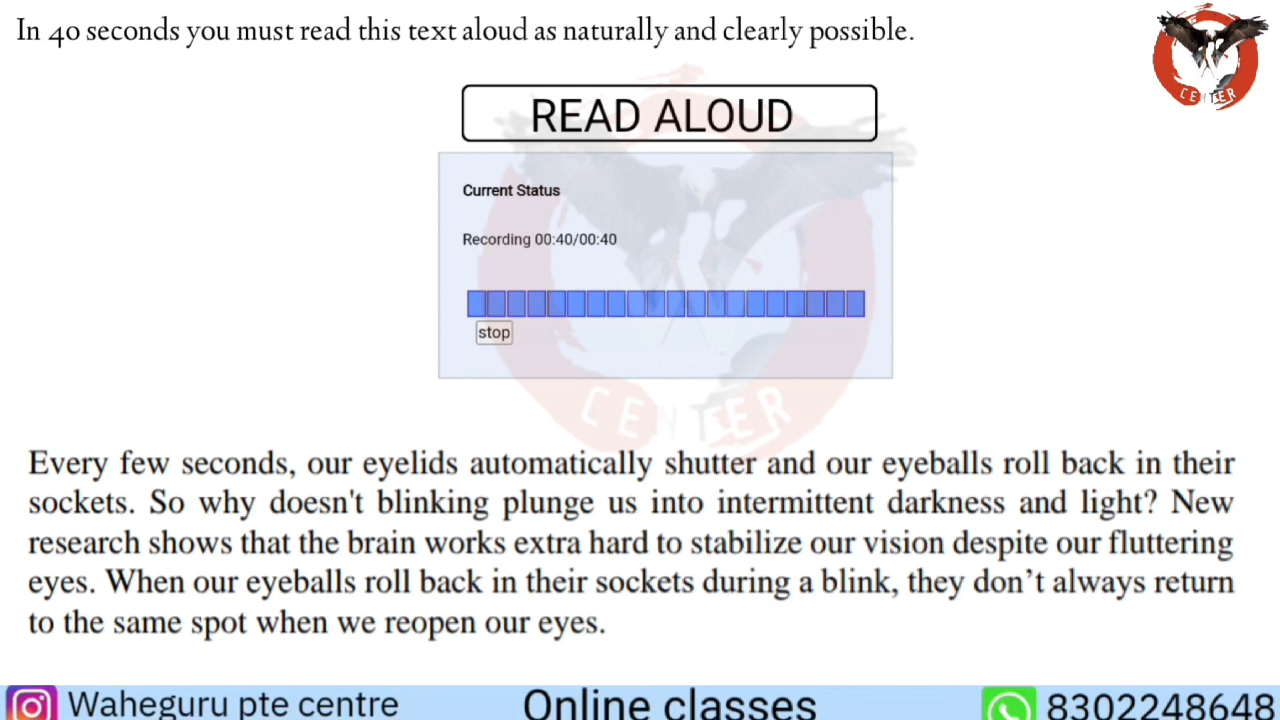 In 40 seconds you must read this text aloud as naturally and clearly possible.
CENTER
READ ALOUD
Current Status
Recording 00:40/00:40
stop
CENTER
Every few seconds, our eyelids automatically shutter and our eyeballs roll back in their
sockets. So why doesn't blinking plunge us into intermittent darkness and light? New
research shows that the brain works extra hard to stabilize our vision despite our fluttering
eyes. When our eyeballs roll back in their sockets during a blink, they don’t always return
to the same spot when we reopen our eyes.
Waheguru pte centre Online classes 8302248648